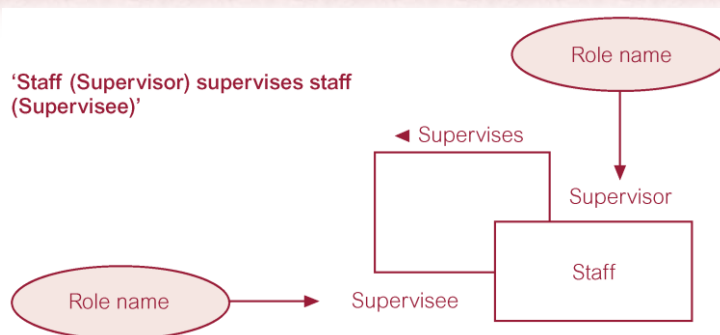 Role name
‘Staff (Supervisor) supervises staff
(Supervisee)’
◄ Supervises
Supervisor
Staff
Role name
Supervisee